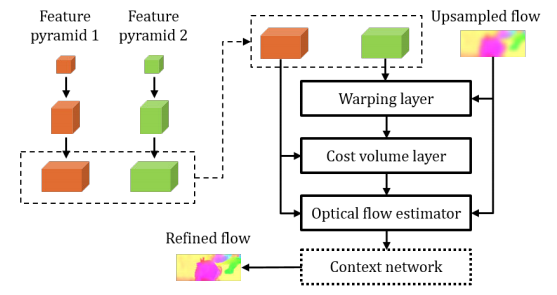 Feature
pyramid 1
Feature
pyramid 2
Upsampled flow
Warping layer
Cost volume layer
Optical flow estimator
Refined flow
Context network